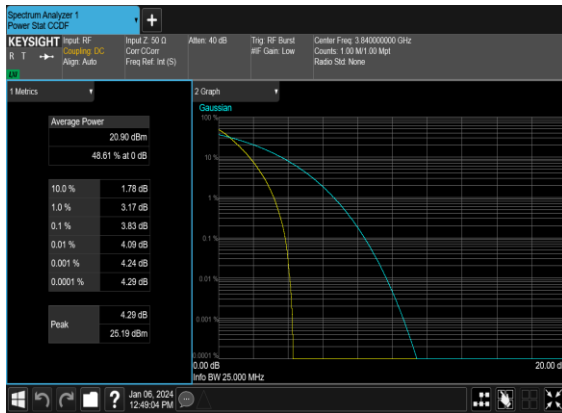 Spectrum Analyzer 1
Power Stat CCDF
+
KEYSIGHT
R T
LXI
Input: RF
Coupling: DC
Align: Auto
Input Z: 50 Ω
Corr CCorr
Freq Ref: Int (S)
Atten: 40 dB
Trig: RF Burst
#IF Gain: Low
Center Freq: 3.840000000 GHz
Counts: 1.00 M/1.00 Mpt
Radio Std: None
1 Metrics
Average Power
20.90 dBm
48.61 % at 0 dB
10.0 % 1.78 dB
1.0 % 3.17 dB
0.1 % 3.83 dB
0.01 % 4.09 dB
0.001 % 4.24 dB
0.0001 % 4.29 dB
Peak
4.29 dB
25.19 dBm
2 Graph
Gaussian
100 %
10 %
1 %
0.1 %
0.01 %
0.001 %
0.0001 %
0.00 dB
20.00 d
Info BW 25.000 MHz
?
Jan 06, 2024
12:49:04 PM